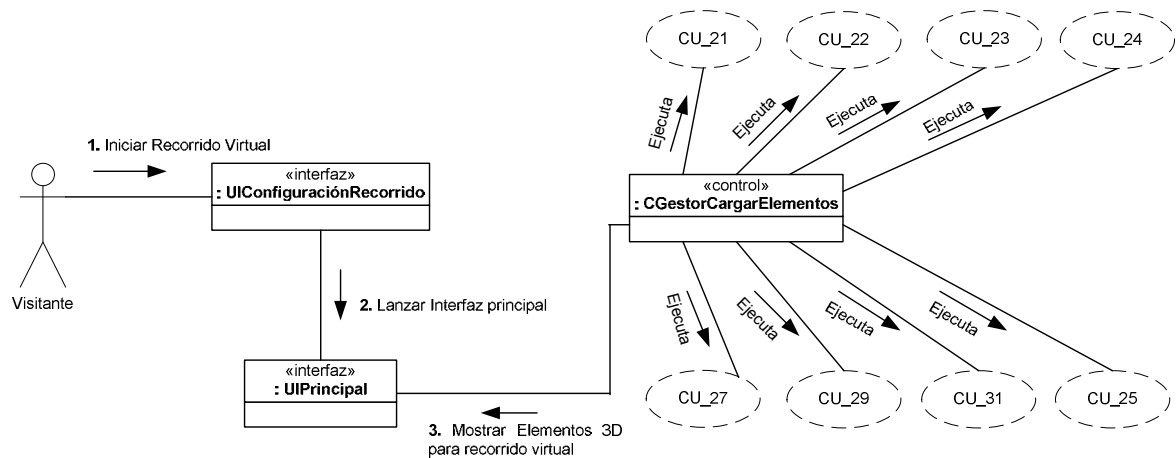 CU_21
CU_22
CU_23
CU_24
Ejecuta
Ejecuta
Ejecuta
Ejecuta
1. Iniciar Recorrido Virtual
«interfaz»
: UIConfiguraciónRecorrido
«control»
: CGestorCargarElementos
Visitante
2. Lanzar Interfaz principal
Ejecuta
Ejecuta
Ejecuta
Ejecuta
«interfaz»
: UIPrincipal
CU_27
CU_29
CU_31
CU_25
3. Mostrar Elementos 3D
para recorrido virtual